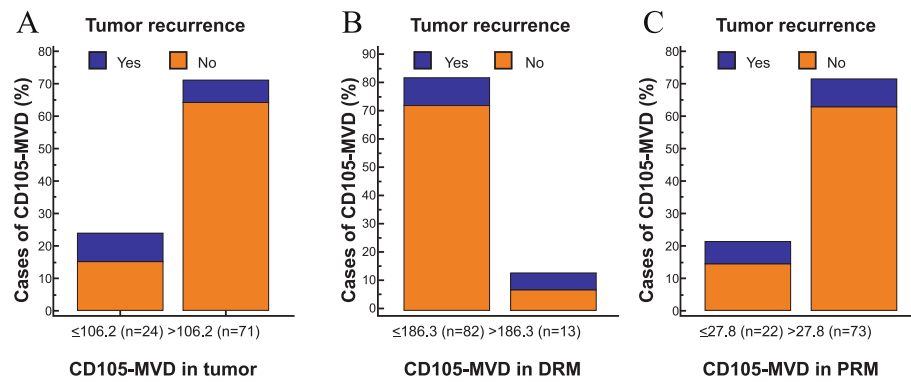 A
Tumor recurrence
Yes No
Cases of CD105-MVD (%)
80
70
60
50
40
30
20
10
0
≤106.2 (n=24) >106.2 (n=71)
CD105-MVD in tumor
B
Tumor recurrence
Yes No
Cases of CD105-MVD (%)
90
80
70
60
50
40
30
20
10
0
≤186.3 (n=82) >186.3 (n=13)
CD105-MVD in DRM
C
Tumor recurrence
Yes No
Cases of CD105-MVD (%)
80
70
60
50
40
30
20
10
0
≤27.8 (n=22) >27.8 (n=73)
CD105-MVD in PRM